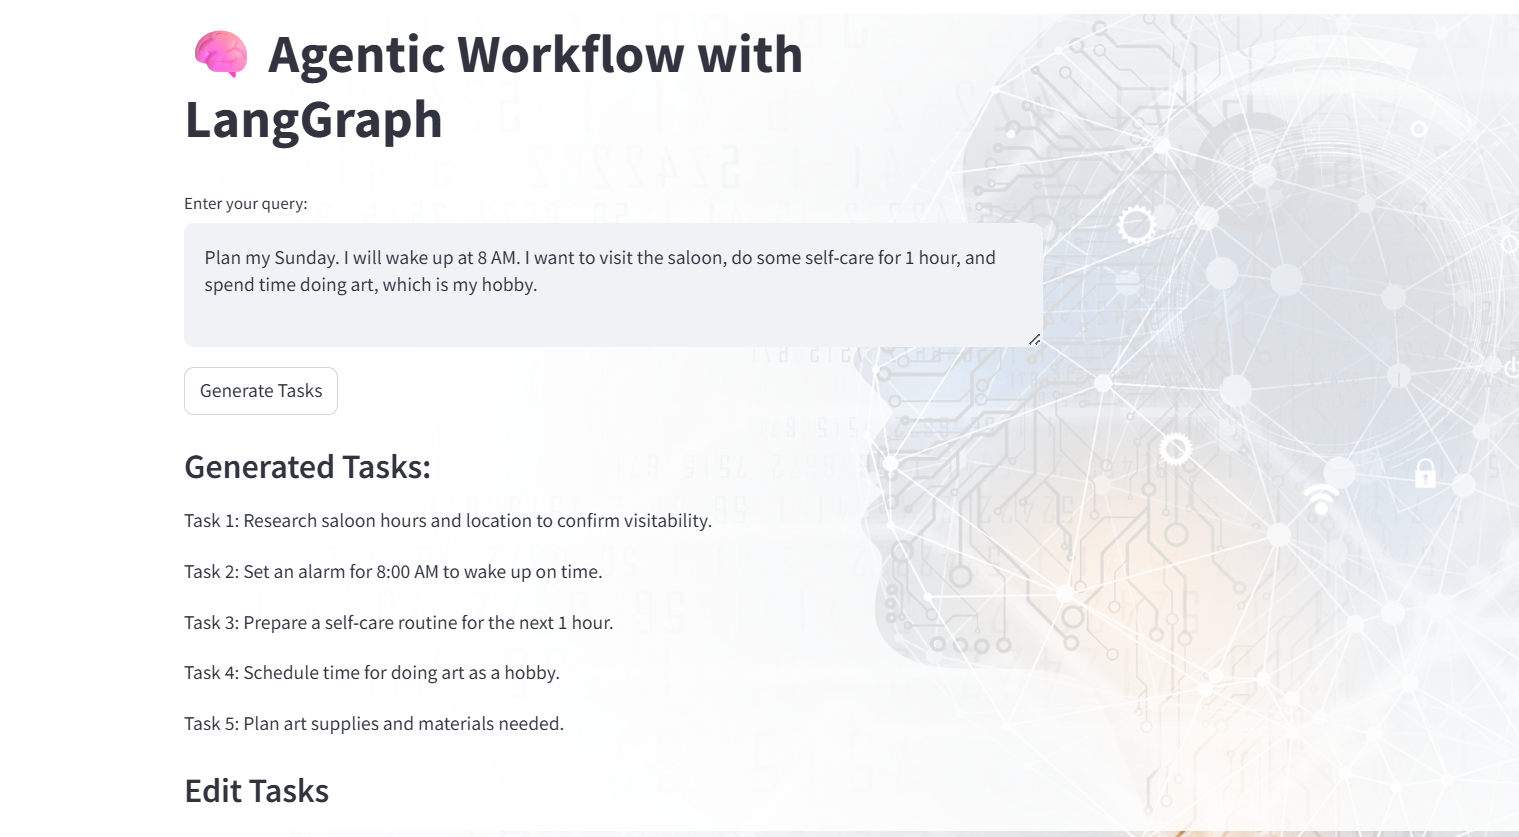 Agentic Workflow with
LangGraph
Enter your query:
Plan my Sunday. I will wake up at 8 AM. I want to visit the saloon, do some self-care for 1 hour, and
spend time doing art, which is my hobby.
Generate Tasks
Generated Tasks:
Task 1: Research saloon hours and location to confirm visitability.
Task 2: Set an alarm for 8:00 AM to wake up on time.
Task 3: Prepare a self-care routine for the next 1 hour.
Task 4: Schedule time for doing art as a hobby.
Task 5: Plan art supplies and materials needed.
Edit Tasks